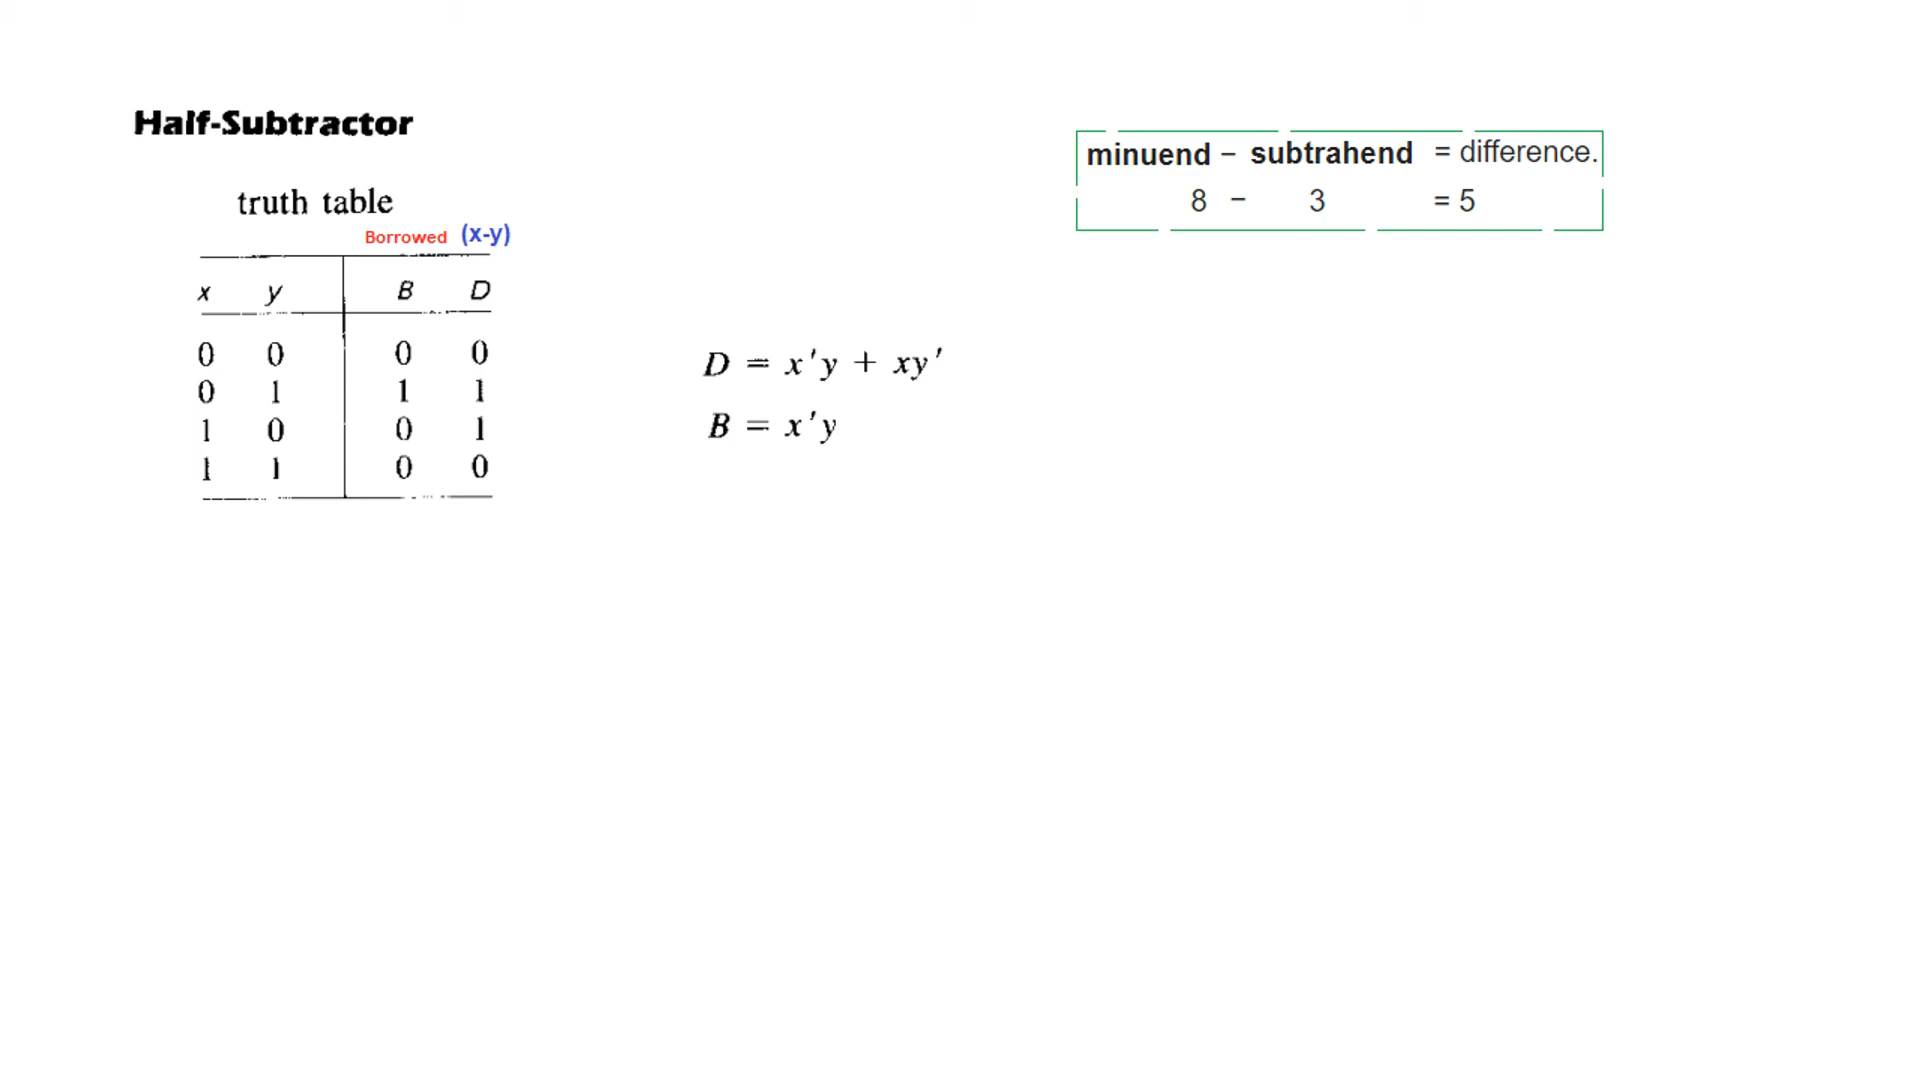 Half-Subtractor
minuend – subtrahend = difference.
8 – 3 = 5
truth table
Borrowed (x-y)
x y B D
0 0 0 0
0 1 1 1
1 0 0 1
1 1 0 0
D = x′y + xy′
B = x′y